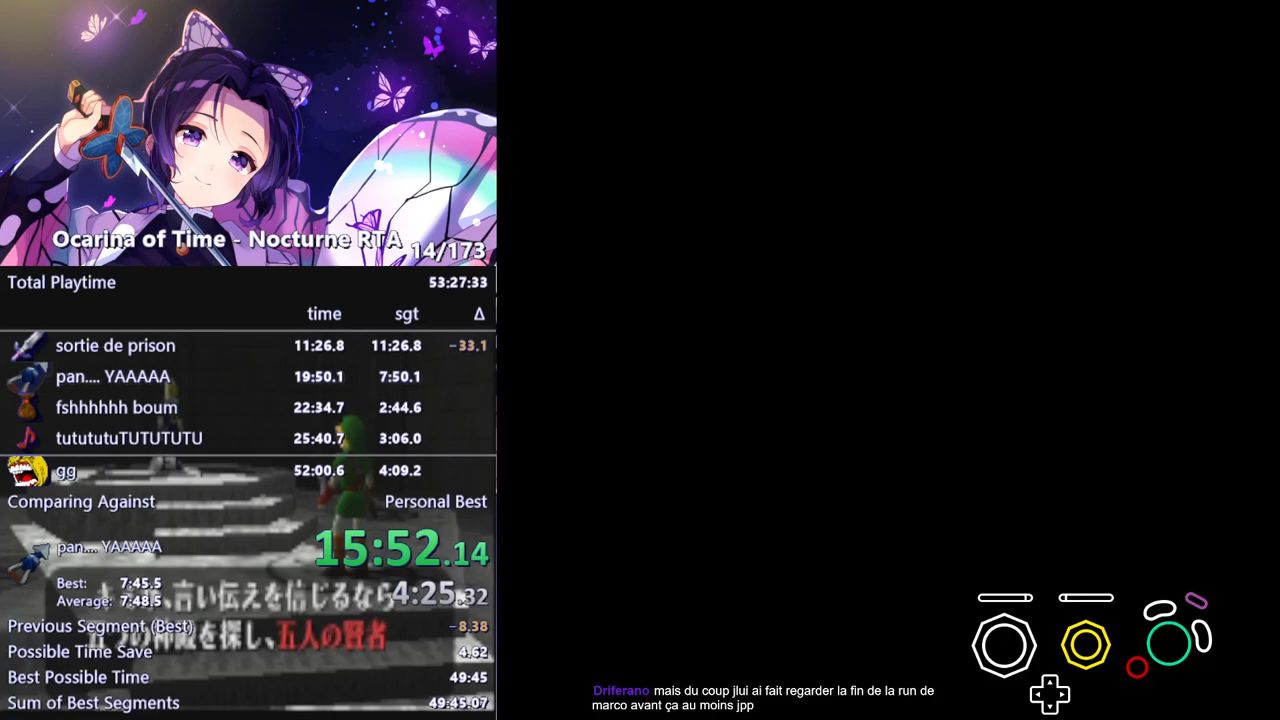 Ocarina of Time - Nocturne RTA
14/173
Total Playtime 53:27:33
time sgt Δ
sortie de prison 11:26.8 11:26.8 −33.1
pan.... YAAAAA 19:50.1 7:50.1
fshhhhhh boum 22:34.7 2:44.6
tutututuTUTUTUTU 25:40.7 3:06.0
gg 52:00.6 4:09.2
Comparing Against Personal Best
pan.... YAAAAA 15:52.14
Best: 7:45.5
Average: 7:48.5 4:25.32
、言い伝えを信じるなら
Previous Segment (Best) −8.38
の神殿を探し、五人の賢者
Possible Time Save 4.62
Best Possible Time 49:45
Sum of Best Segments 49:45.07
Driferano mais du coup jlui ai fait regarder la fin de la run de
marco avant ça au moins jpp